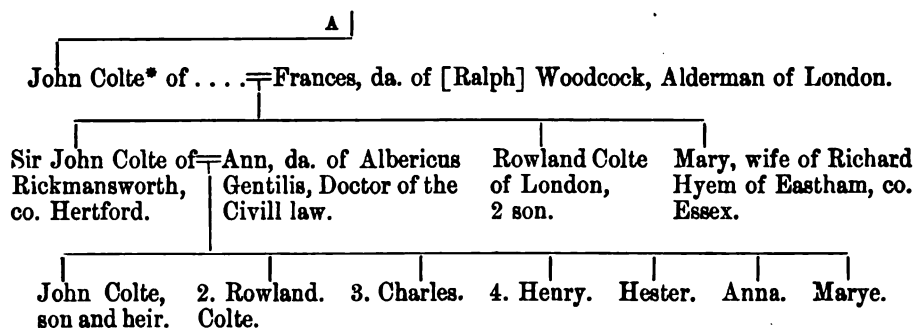 A
John Colte* of . . . . Frances, da. of [Ralph] Woodcock, Alderman of London.
Sir John Colte of
Rickmansworth,
co. Hertford.
Ann, da. of Albericus
Gentilis, Doctor of the
Civill law.
Rowland Colte
of London,
2 son.
Mary, wife of Richard
Hyem of Eastham, co.
Essex.
John Colte,
son and heir.
2. Rowland.
Colte.
3. Charles.
4. Henry.
Hester.
Anna.
Marye.